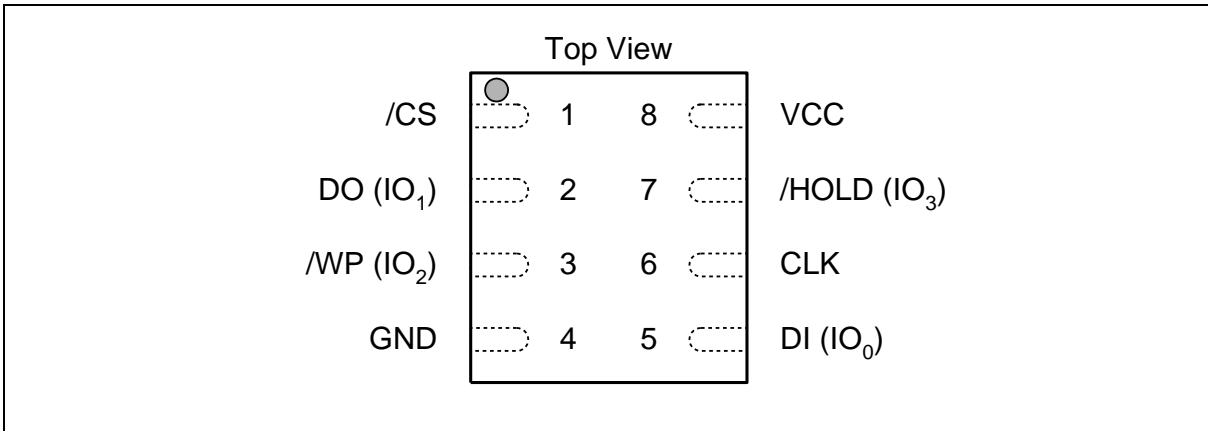 Top View
/CS 1 8 VCC
DO (IO₁) 2 7 /HOLD (IO₃)
/WP (IO₂) 3 6 CLK
GND 4 5 DI (IO₀)